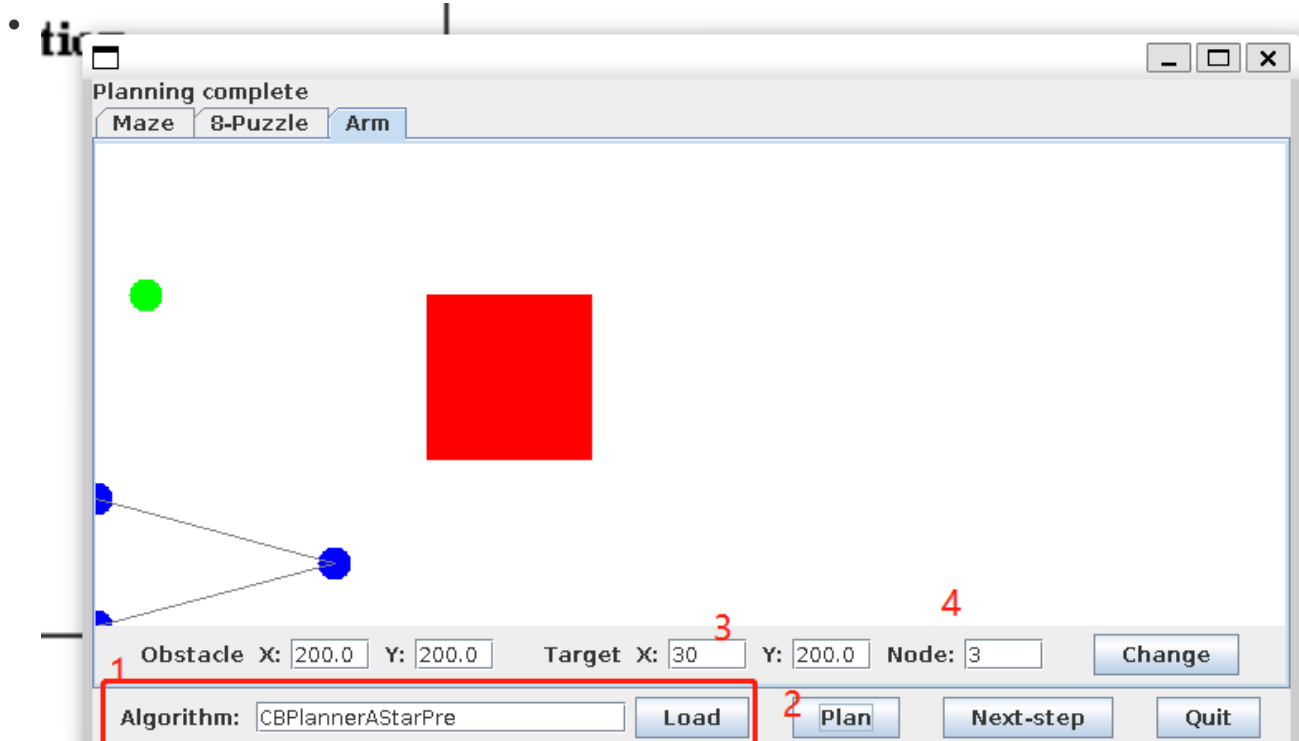 tion
Planning complete
Maze 8-Puzzle Arm
4
3
Obstacle X: 200.0 Y: 200.0 Target X: 30 Y: 200.0 Node: 3 Change
1
Algorithm: CBPlannerAStarPre Load 2 Plan Next-step Quit